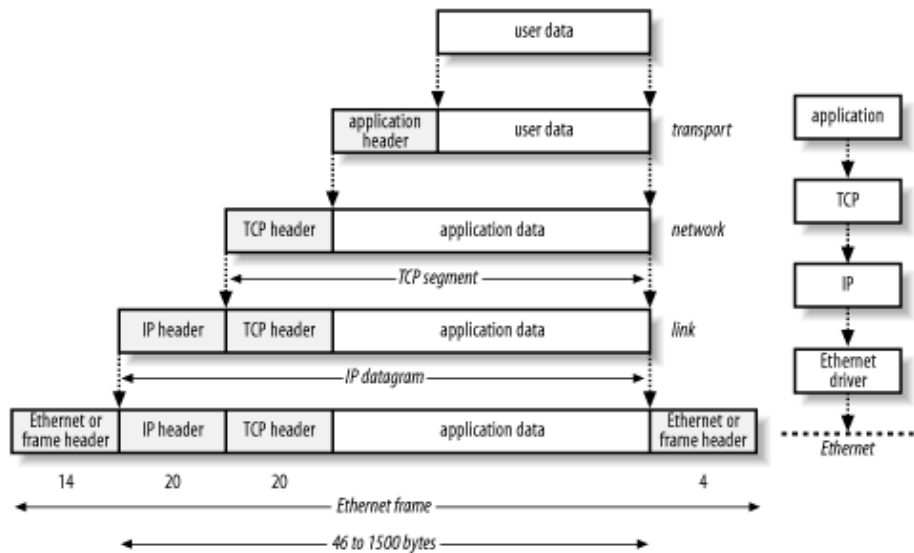 user data
application
header
user data
transport
TCP header
application data
network
TCP segment
IP header
TCP header
application data
link
IP datagram
Ethernet or
frame header
IP header
TCP header
application data
Ethernet or
frame header
14
20
20
4
Ethernet frame
46 to 1500 bytes
application
TCP
IP
Ethernet
driver
Ethernet